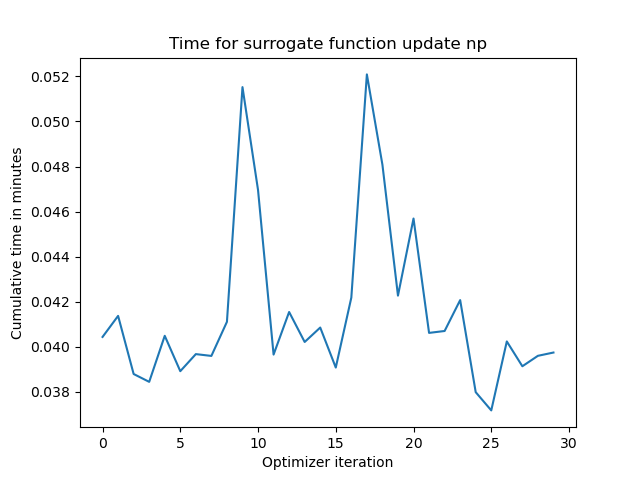 Time for surrogate function update np
Cumulative time in minutes
0.052
0.050
0.048
0.046
0.044
0.042
0.040
0.038
0 5 10 15 20 25 30
Optimizer iteration